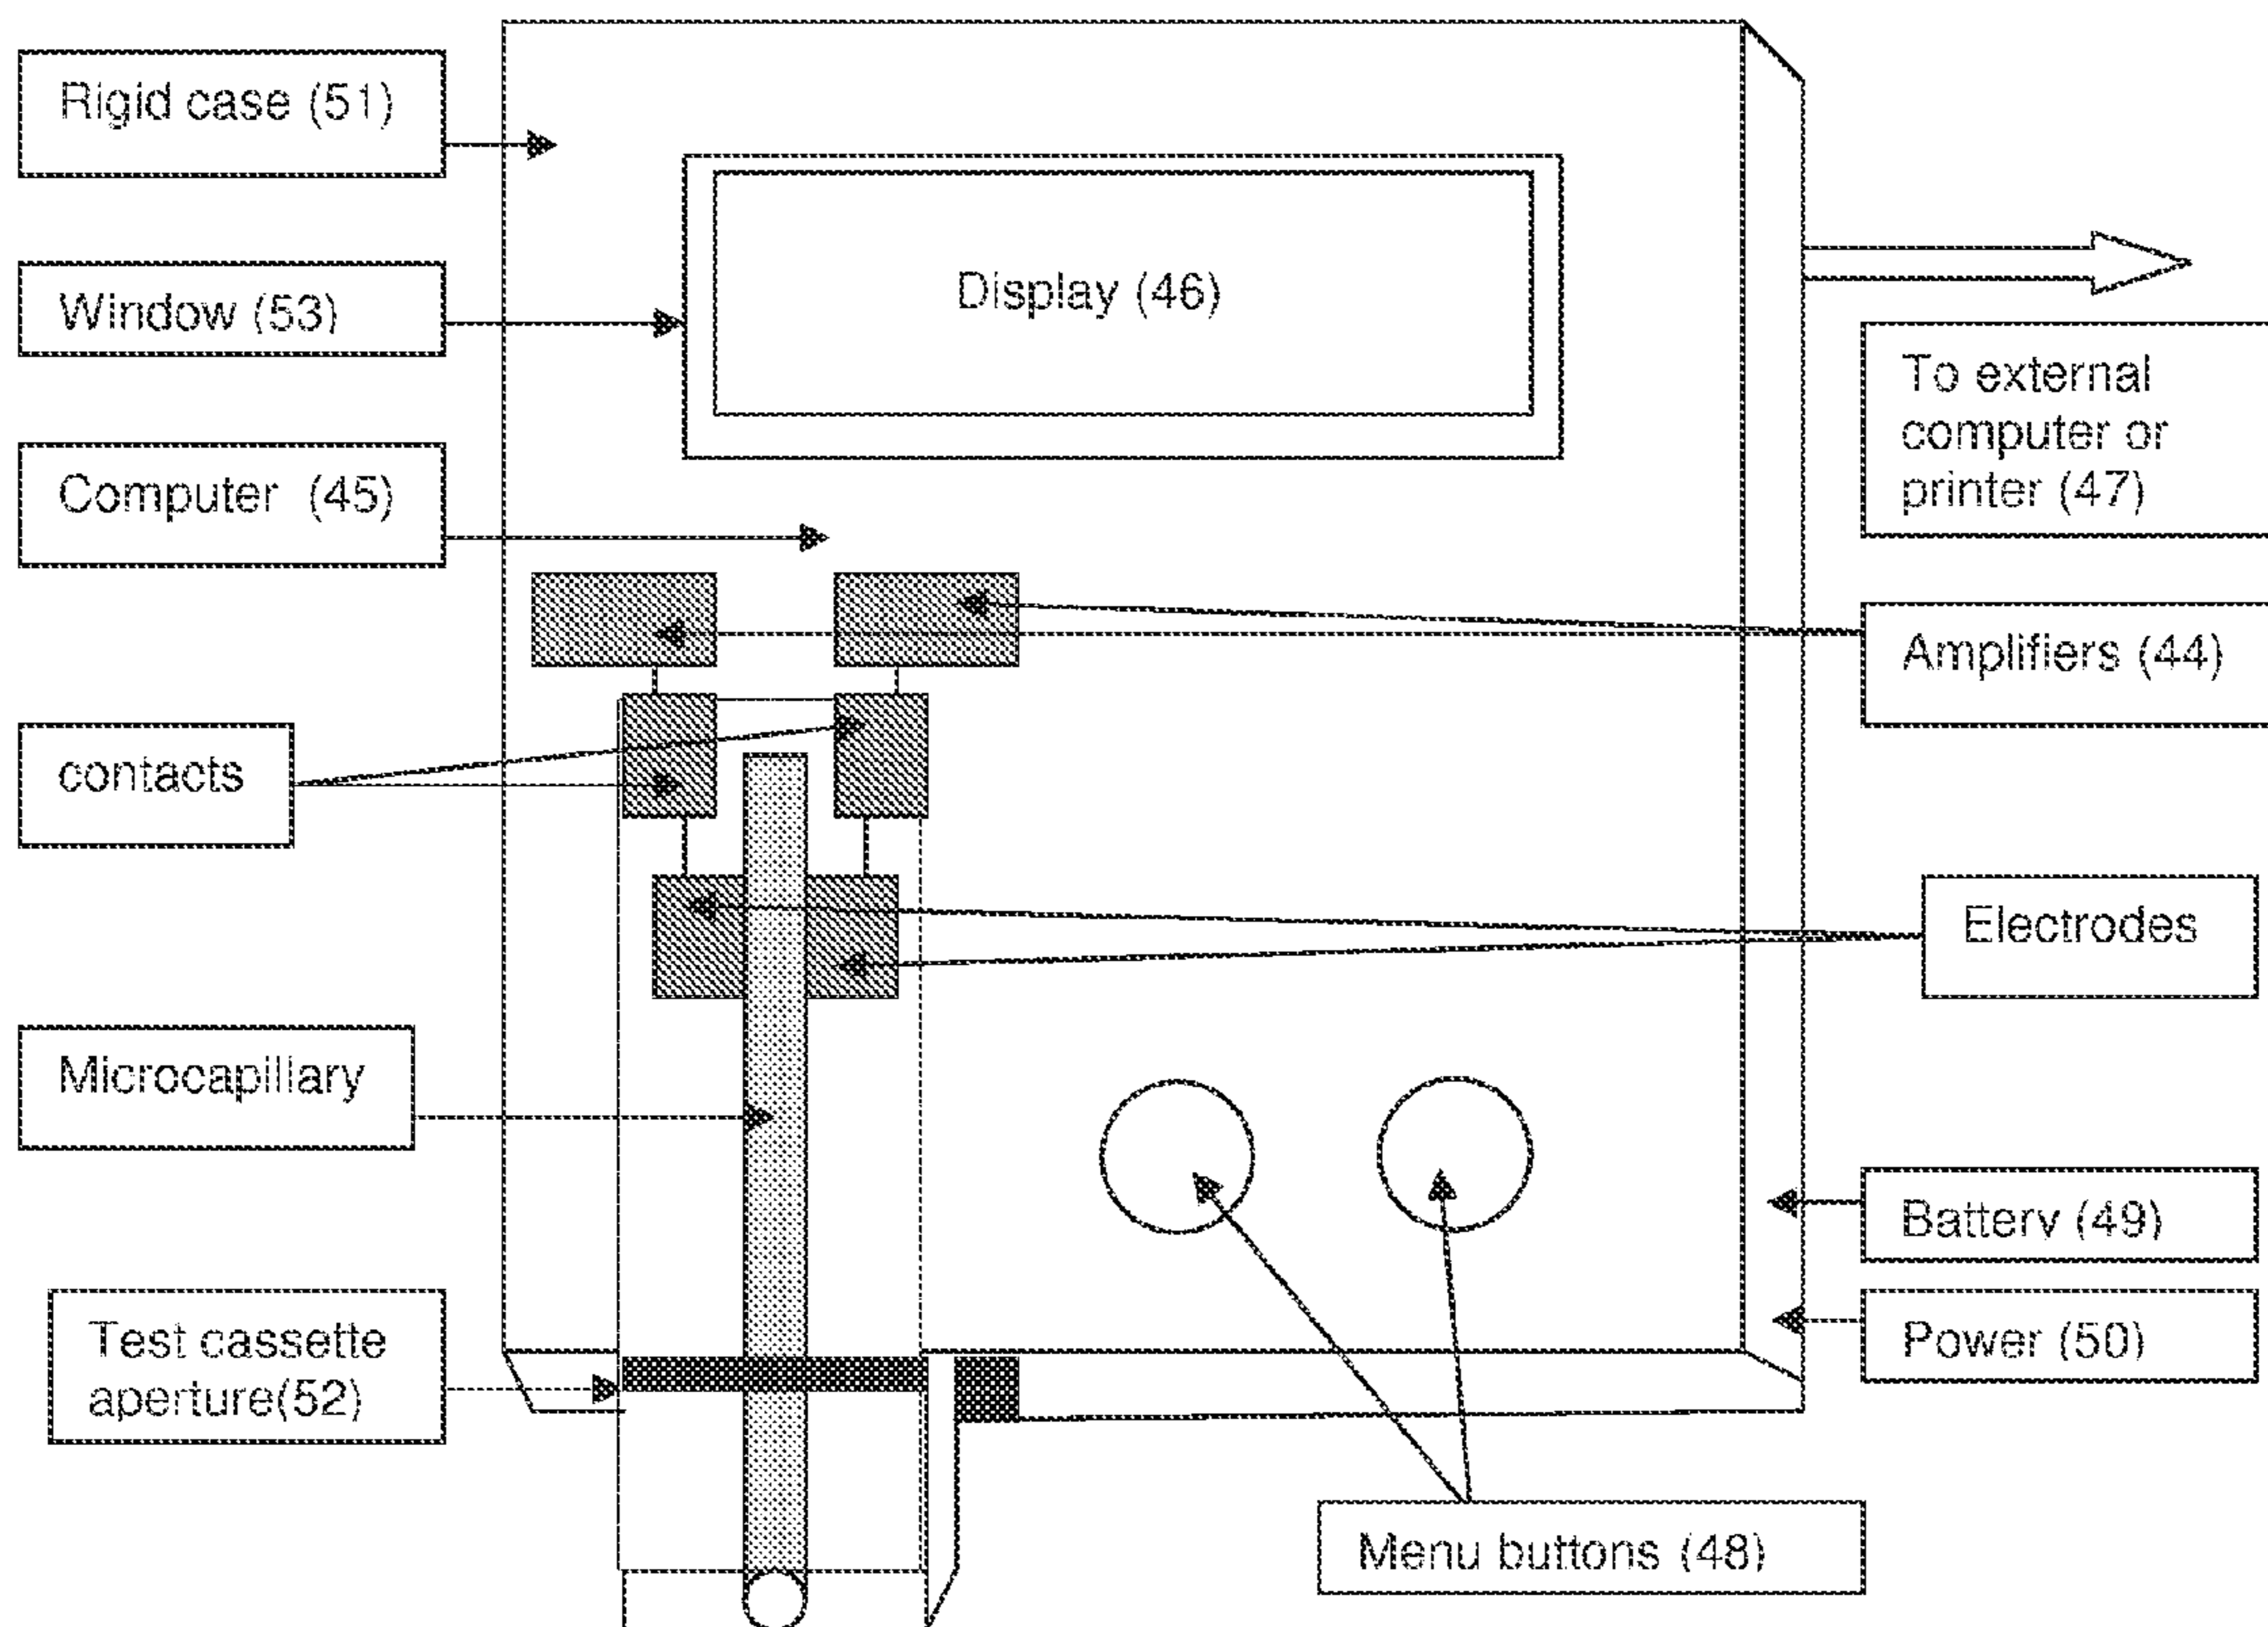 Rigid case (51)
Window (53)
Display (46)
To external
computer or
printer (47)
Computer (45)
Amplifiers (44)
contacts
Electrodes
Microcapillary
Battery (49)
Test cassette
aperture(52)
Power (50)
Menu buttons (48)